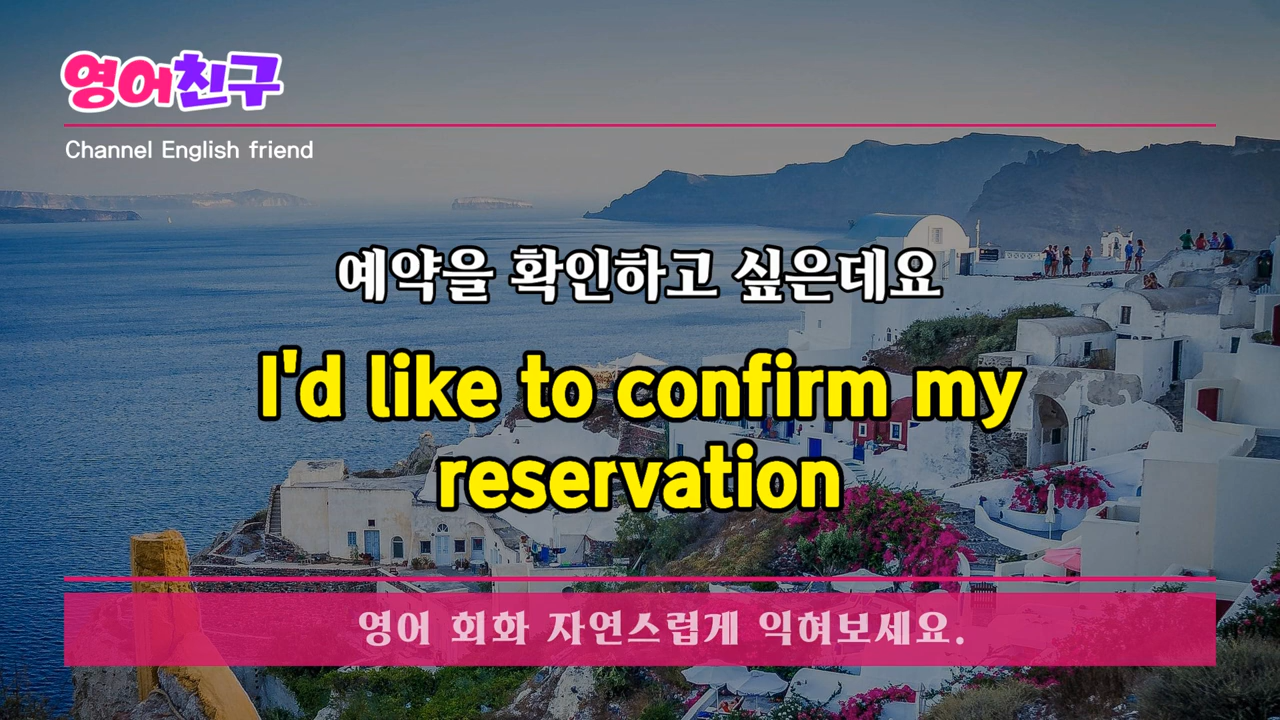 영어친구
Channel English friend
예약을 확인하고 싶은데요
I'd like to confirm my
reservation
영어 회화 자연스럽게 익혀보세요.